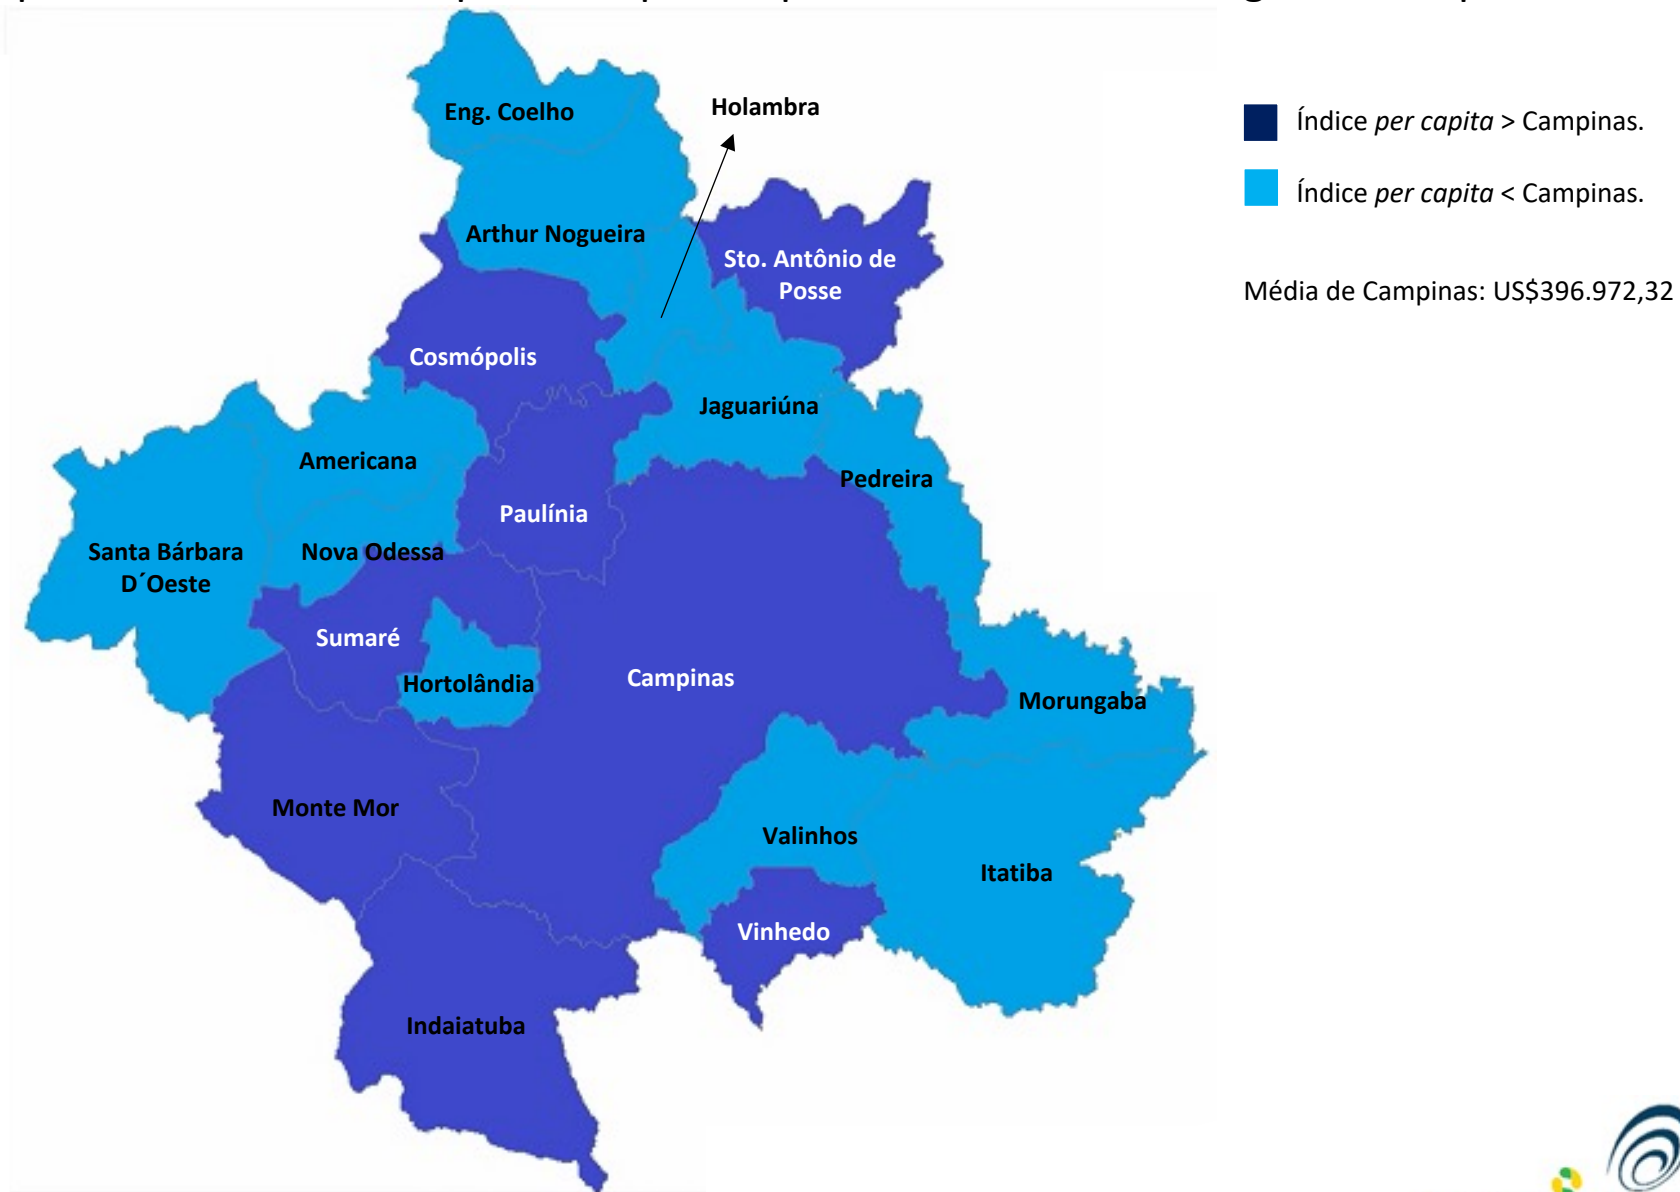 Eng. Coelho
Holambra
Arthur Nogueira
Sto. Antônio de
Posse
Cosmópolis
Jaguariúna
Americana
Pedreira
Paulínia
Santa Bárbara
D´Oeste
Nova Odessa
Sumaré
Hortolândia
Campinas
Morungaba
Monte Mor
Valinhos
Itatiba
Vinhedo
Indaiatuba
Índice per capita > Campinas.
Índice per capita < Campinas.
Média de Campinas: US$396.972,32